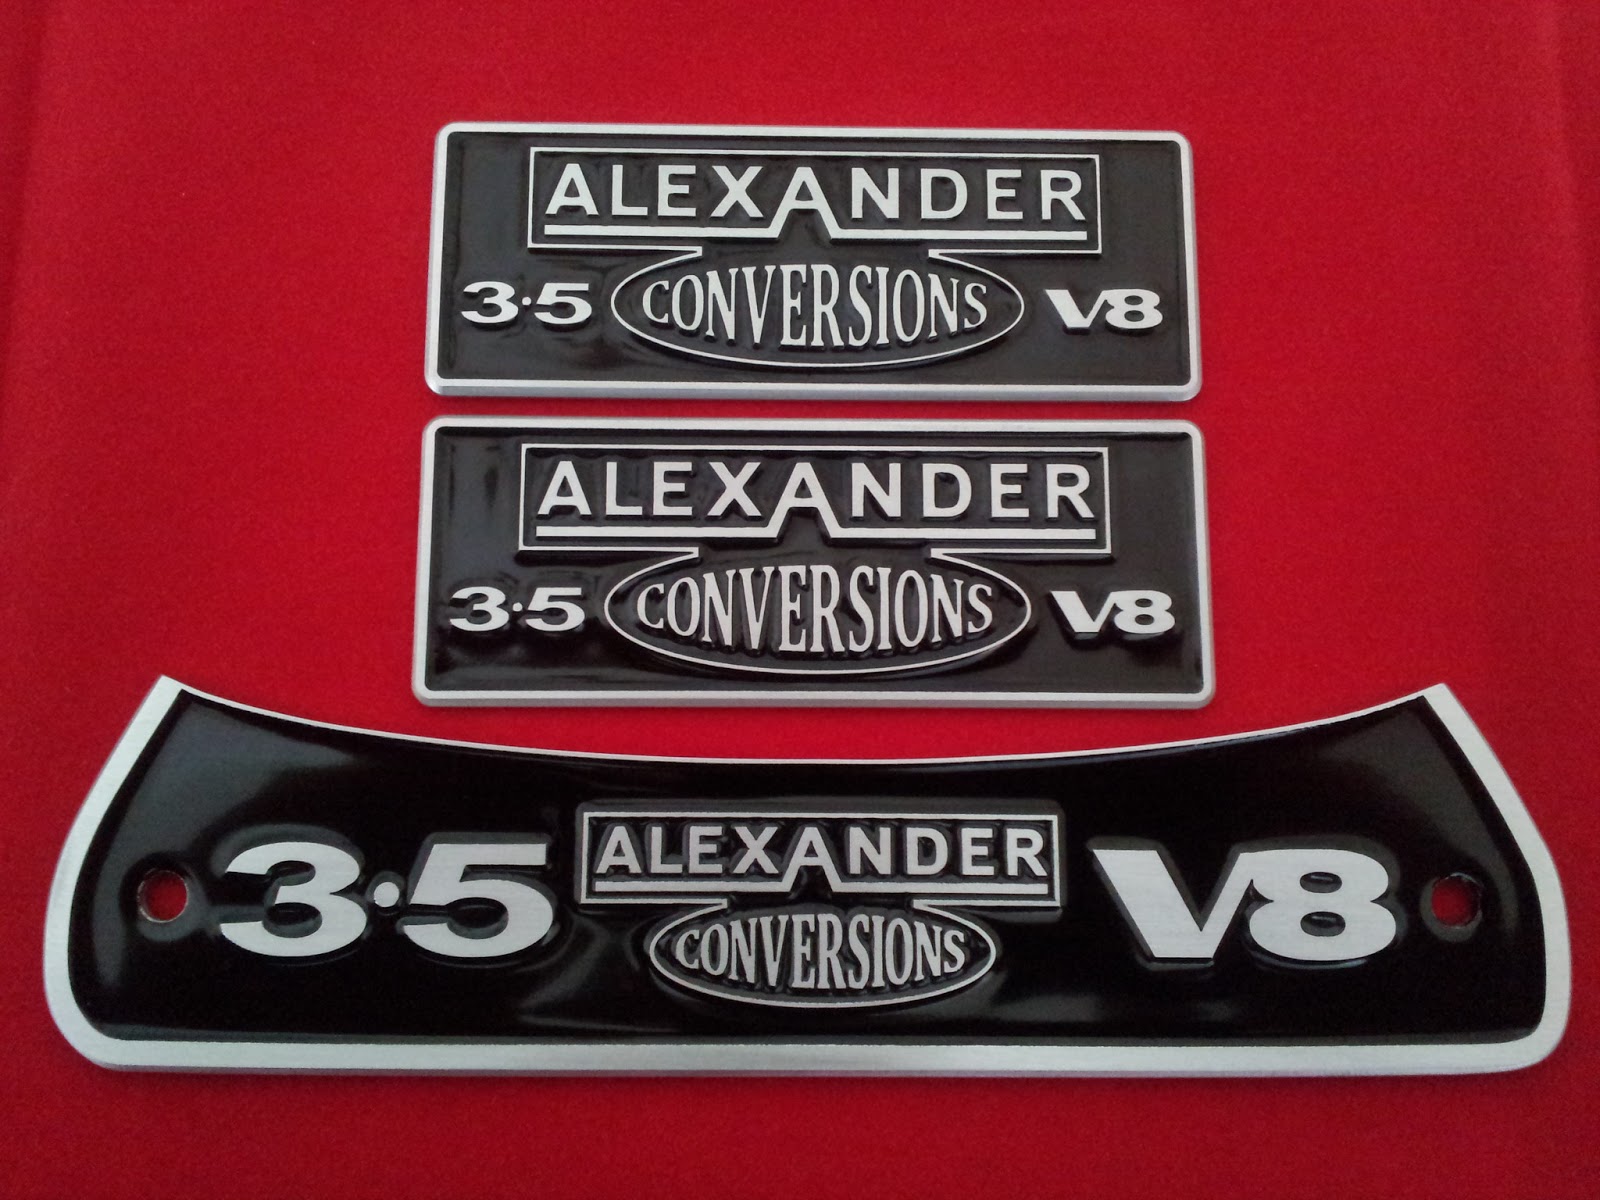 ALEXANDER
3·5 CONVERSIONS V8
ALEXANDER
3·5 CONVERSIONS V8
3·5 ALEXANDER V8
CONVERSIONS